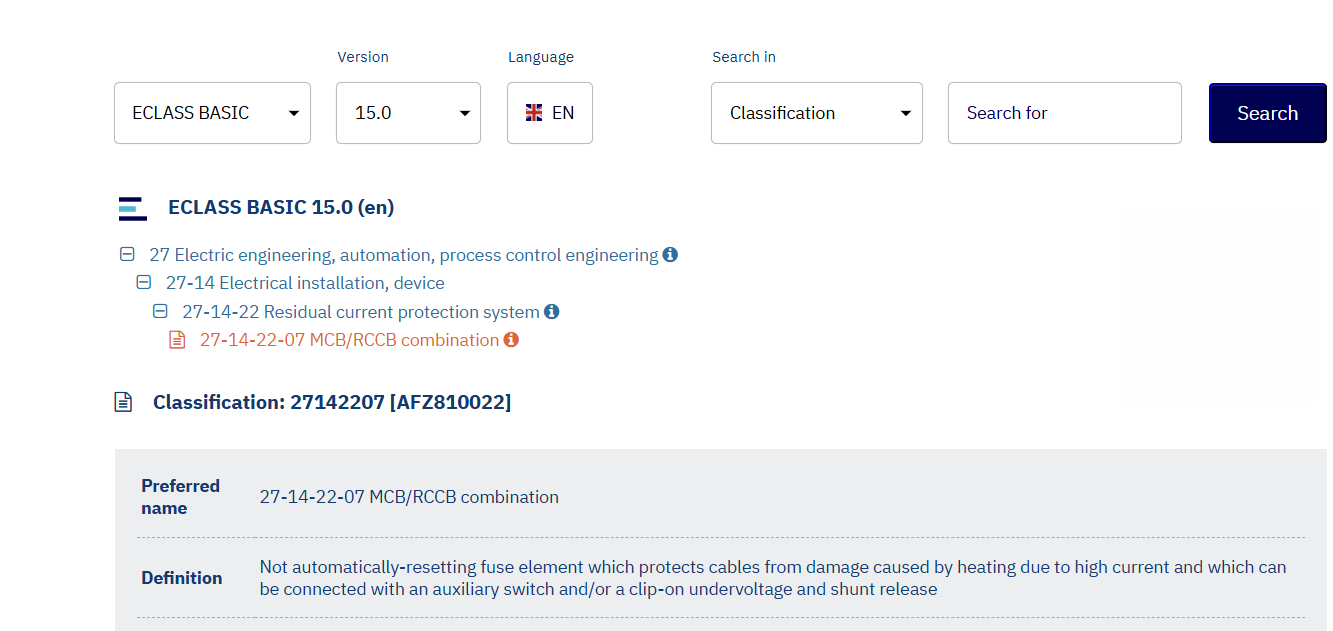 Version Language Search in
ECLASS BASIC 15.0 EN Classification Search for Search
ECLASS BASIC 15.0 (en)
27 Electric engineering, automation, process control engineering
27-14 Electrical installation, device
27-14-22 Residual current protection system
27-14-22-07 MCB/RCCB combination
Classification: 27142207 [AFZ810022]
Preferred name
27-14-22-07 MCB/RCCB combination
Definition
Not automatically-resetting fuse element which protects cables from damage caused by heating due to high current and which can
be connected with an auxiliary switch and/or a clip-on undervoltage and shunt release